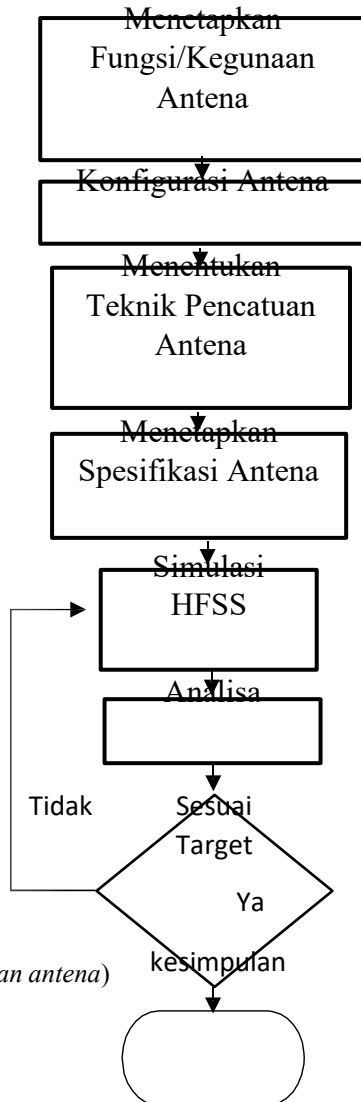 Menetapkan
Fungsi/Kegunaan
Antena
Konfigurasi Antena
Menentukan
Teknik Pencatuan
Antena
Menetapkan
Spesifikasi Antena
Simulasi
HFSS
Analisa
Tidak
Sesuai
Target
Ya
kesimpulan
an antena)